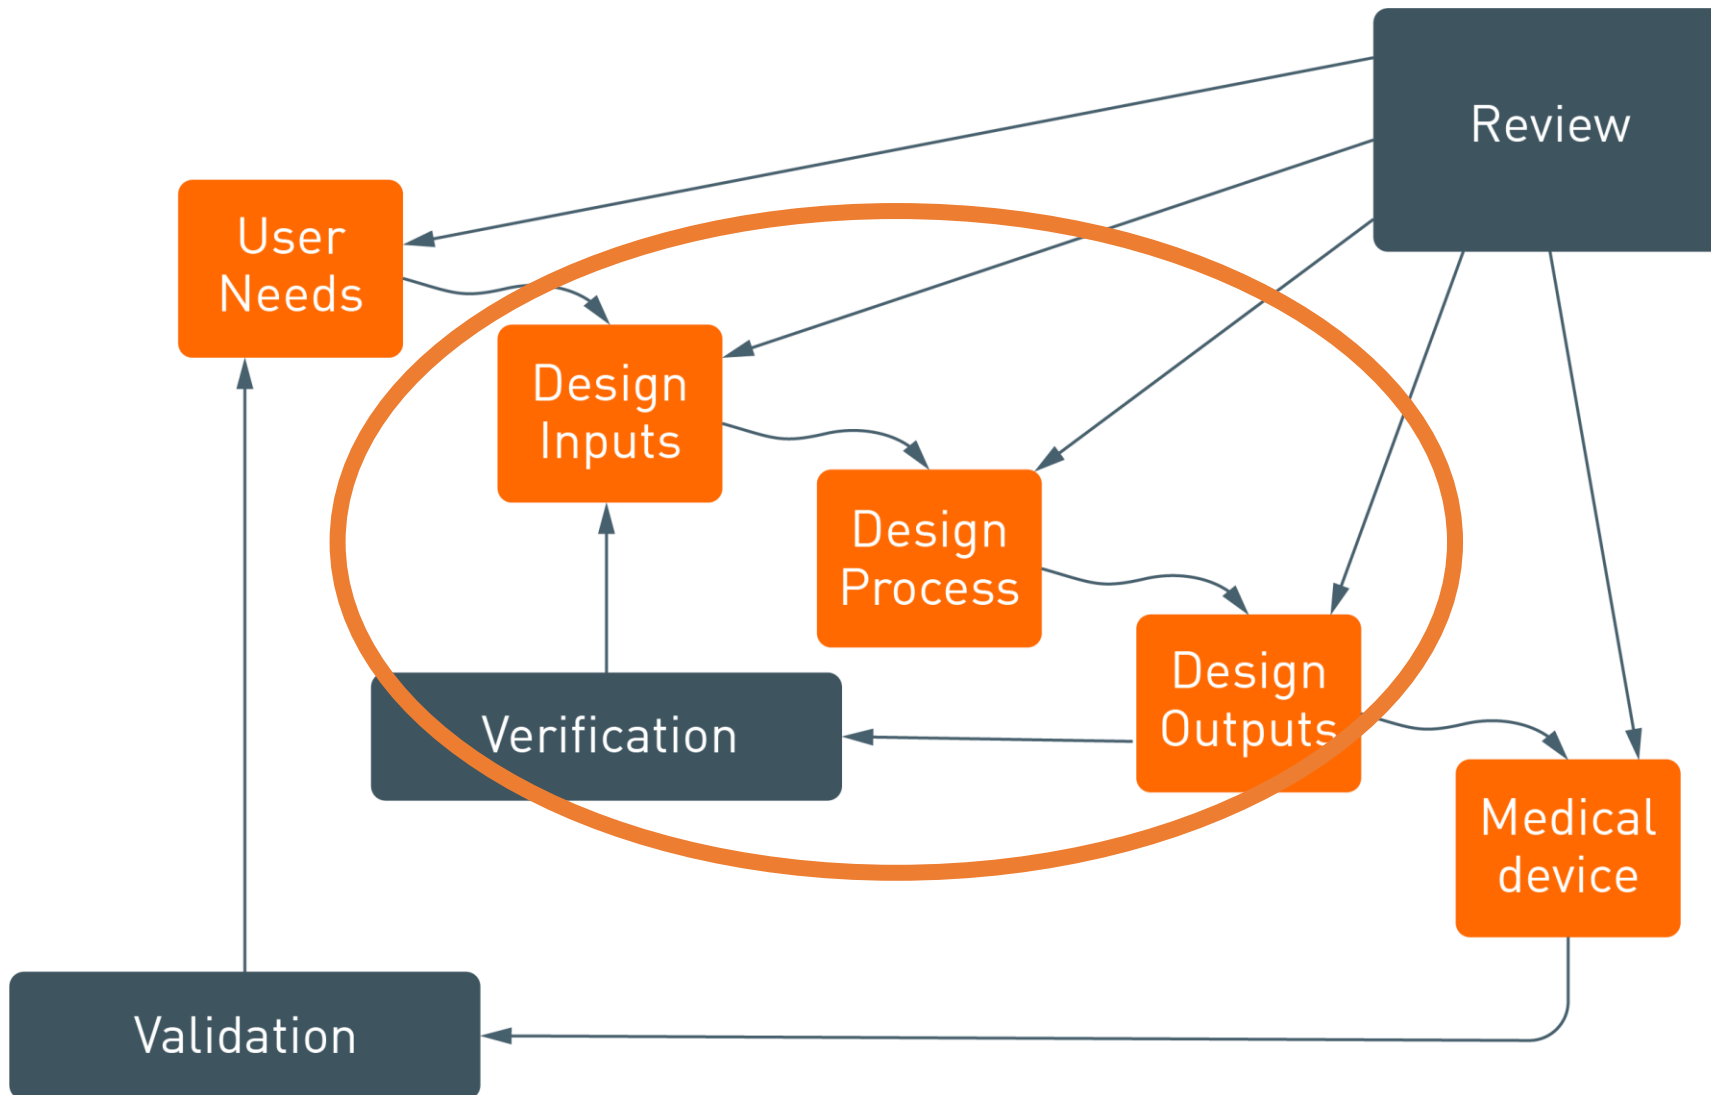 Review
User
Needs
Design
Inputs
Design
Process
Design
Outputs
Verification
Medical
device
Validation